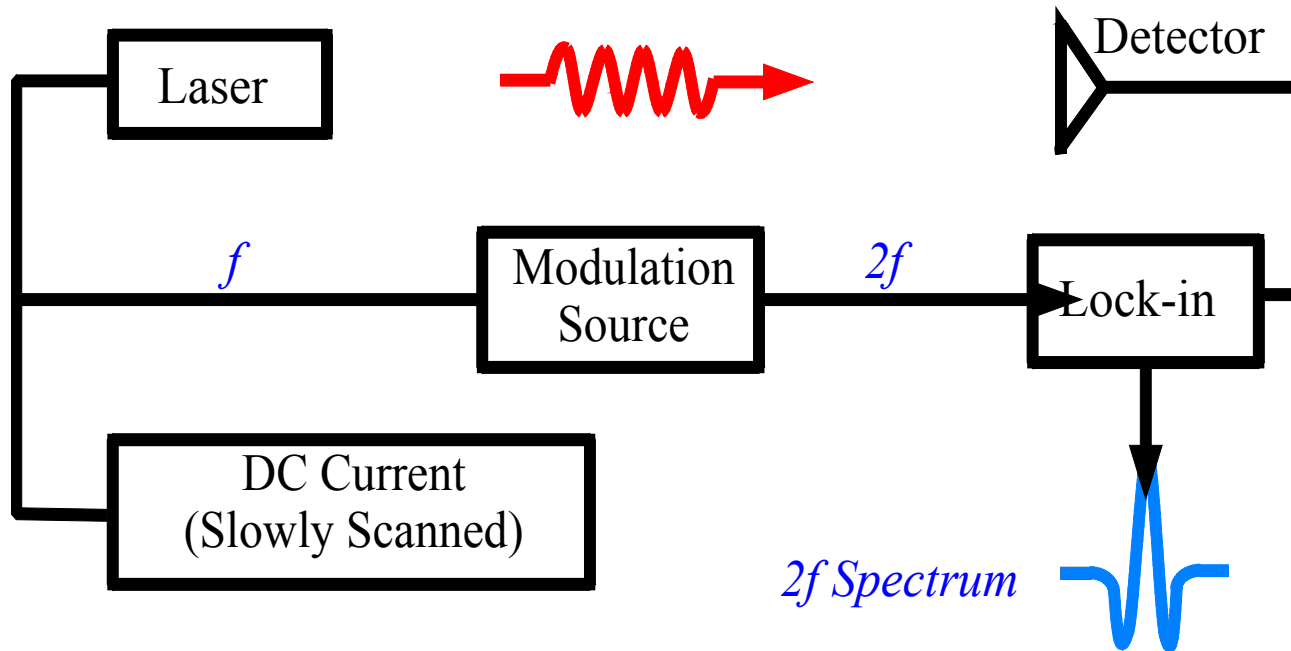 Laser
Detector
f
Modulation
Source
2f
Lock-in
DC Current
(Slowly Scanned)
2f Spectrum